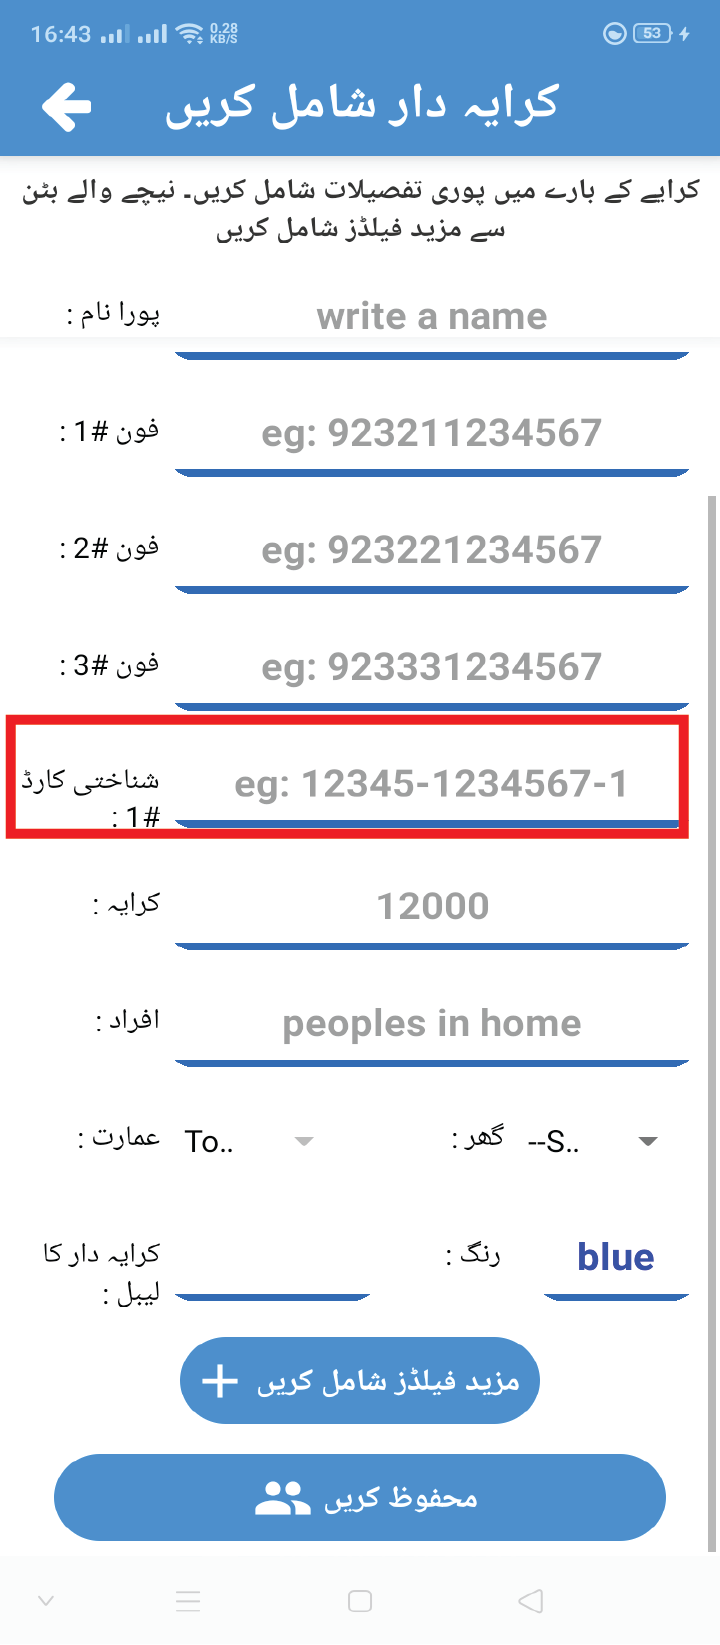 16:43 0.28 KB/S 53
کرایہ دار شامل کریں
کرایے کے بارے میں پوری تفصیلات شامل کریں۔ نیچے والے بٹن
سے مزید فیلڈز شامل کریں
پورا نام : write a name
فون #1 : eg: 923211234567
فون #2 : eg: 923221234567
فون #3 : eg: 923331234567
شناختی کارڈ
#1 : eg: 12345-1234567-1
کرایہ : 12000
افراد : peoples in home
عمارت : To.. گھر : --S..
کرایہ دار کا
لیبل : رنگ : blue
مزید فیلڈز شامل کریں
محفوظ کریں